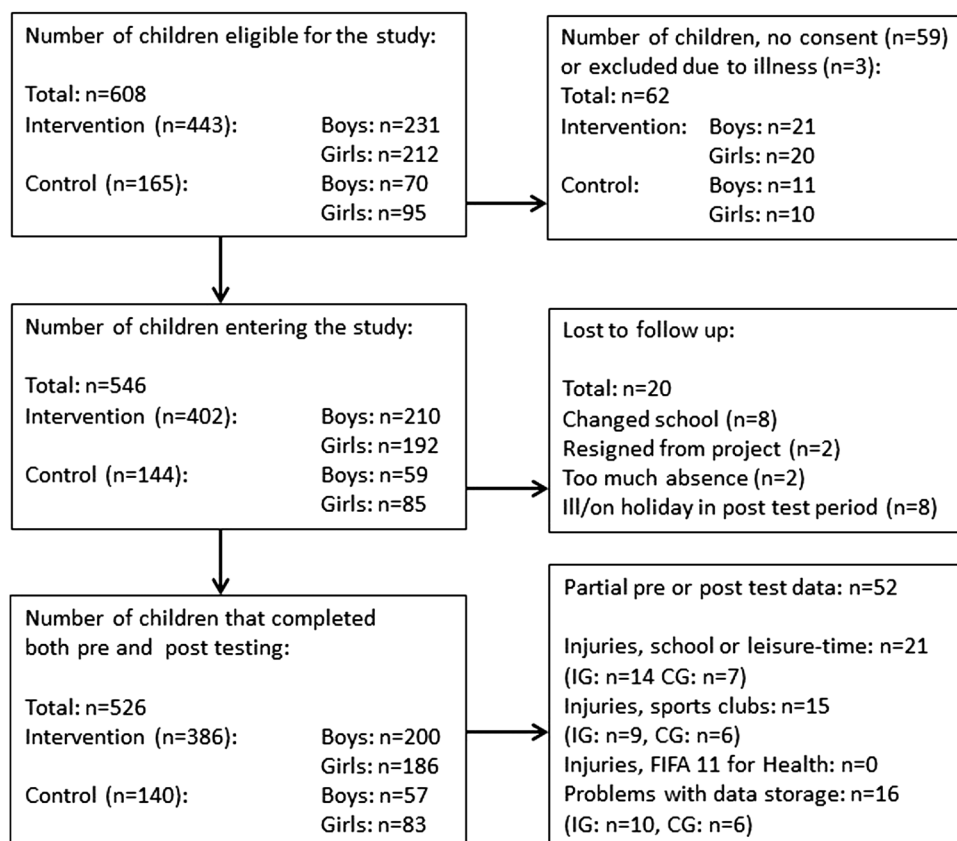 Number of children eligible for the study:
Total: n=608
Intervention (n=443): Boys: n=231
Girls: n=212
Control (n=165): Boys: n=70
Girls: n=95
Number of children, no consent (n=59)
or excluded due to illness (n=3):
Total: n=62
Intervention: Boys: n=21
Girls: n=20
Control: Boys: n=11
Girls: n=10
Number of children entering the study:
Total: n=546
Intervention (n=402): Boys: n=210
Girls: n=192
Control (n=144): Boys: n=59
Girls: n=85
Lost to follow up:
Total: n=20
Changed school (n=8)
Resigned from project (n=2)
Too much absence (n=2)
Ill/on holiday in post test period (n=8)
Number of children that completed
both pre and post testing:
Total: n=526
Intervention (n=386): Boys: n=200
Girls: n=186
Control (n=140): Boys: n=57
Girls: n=83
Partial pre or post test data: n=52
Injuries, school or leisure-time: n=21
(IG: n=14 CG: n=7)
Injuries, sports clubs: n=15
(IG: n=9, CG: n=6)
Injuries, FIFA 11 for Health: n=0
Problems with data storage: n=16
(IG: n=10, CG: n=6)